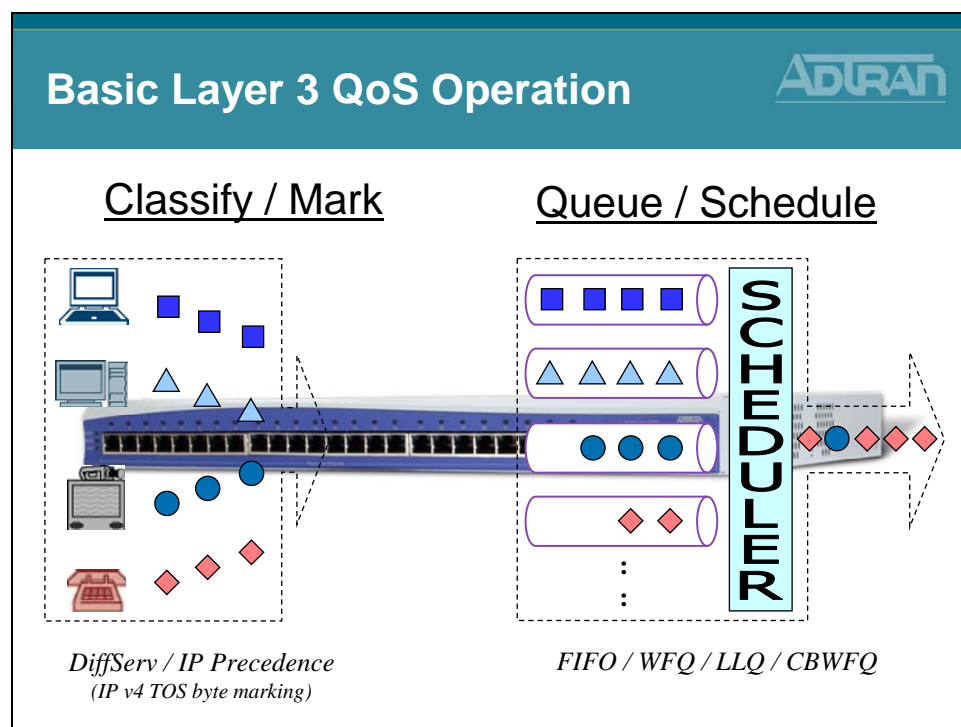 Basic Layer 3 QoS Operation
ADTRAN
Classify / Mark
Queue / Schedule
SCHEDULER
DiffServ / IP Precedence
(IP v4 TOS byte marking)
FIFO / WFQ / LLQ / CBWFQ